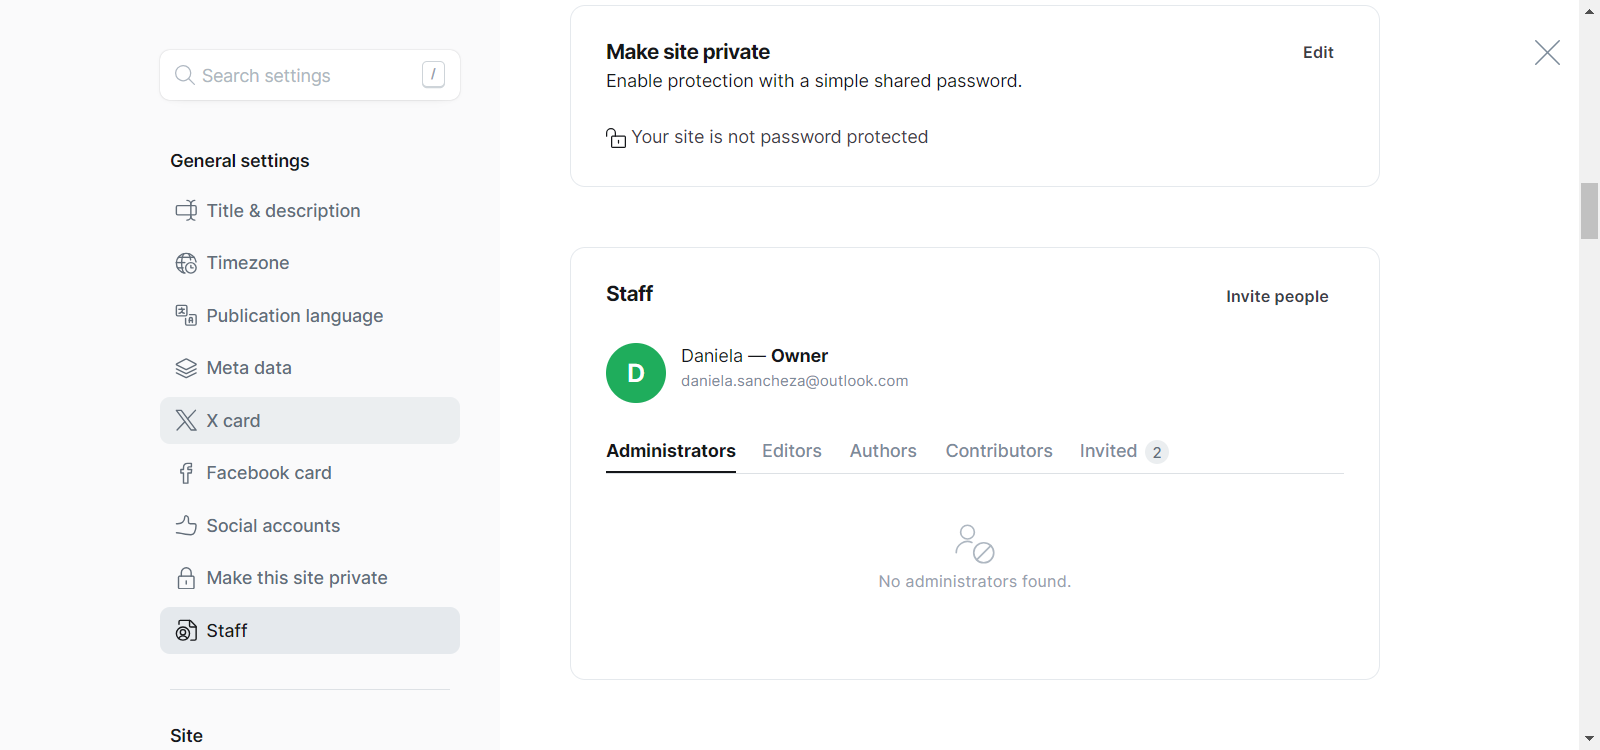 Search settings /
General settings
Title & description
Timezone
Publication language
Meta data
X card
Facebook card
Social accounts
Make this site private
Staff
Site
Make site private
Edit
Enable protection with a simple shared password.
Your site is not password protected
Staff
Invite people
D
Daniela — Owner
daniela.sancheza@outlook.com
Administrators Editors Authors Contributors Invited 2
No administrators found.